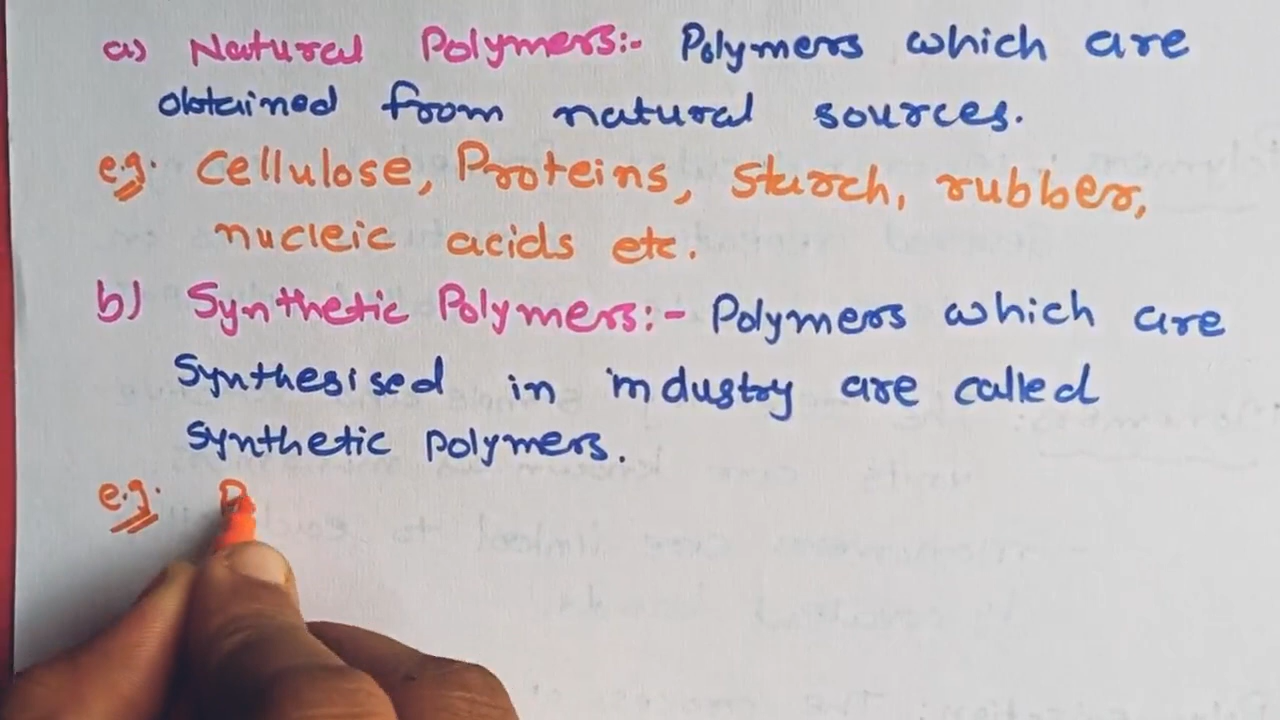 a) Natural Polymers:- Polymers which are
obtained from natural sources.
e.g. Cellulose, Proteins, starch, rubber,
nucleic acids etc.
b) Synthetic Polymers:- Polymers which are
Synthesised in industry are called
Synthetic polymers.
e.g. P